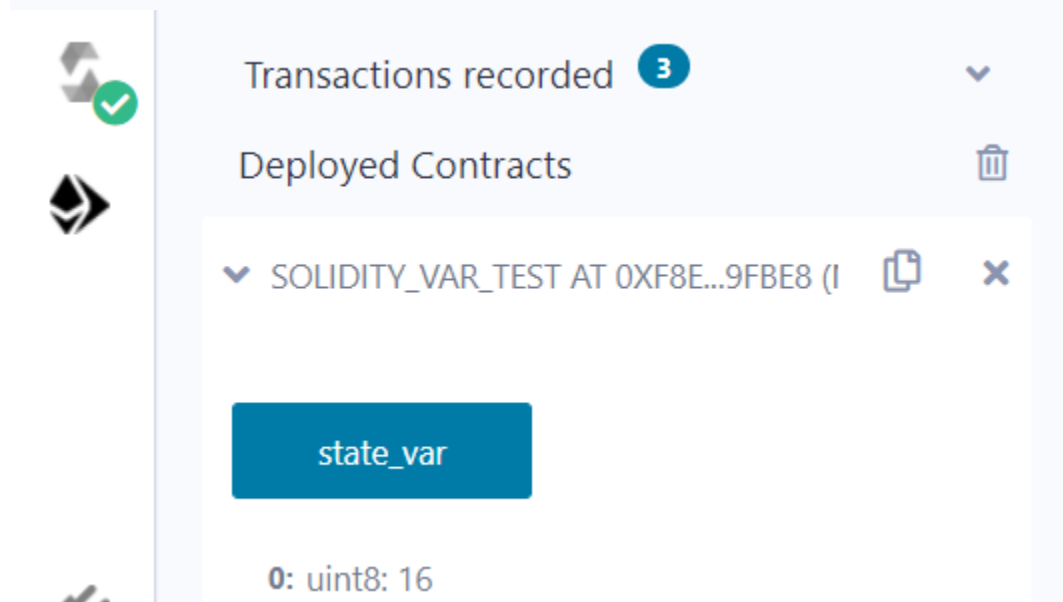 Transactions recorded 3
Deployed Contracts
SOLIDITY_VAR_TEST AT 0XF8E...9FBE8 (
state_var
0: uint8: 16